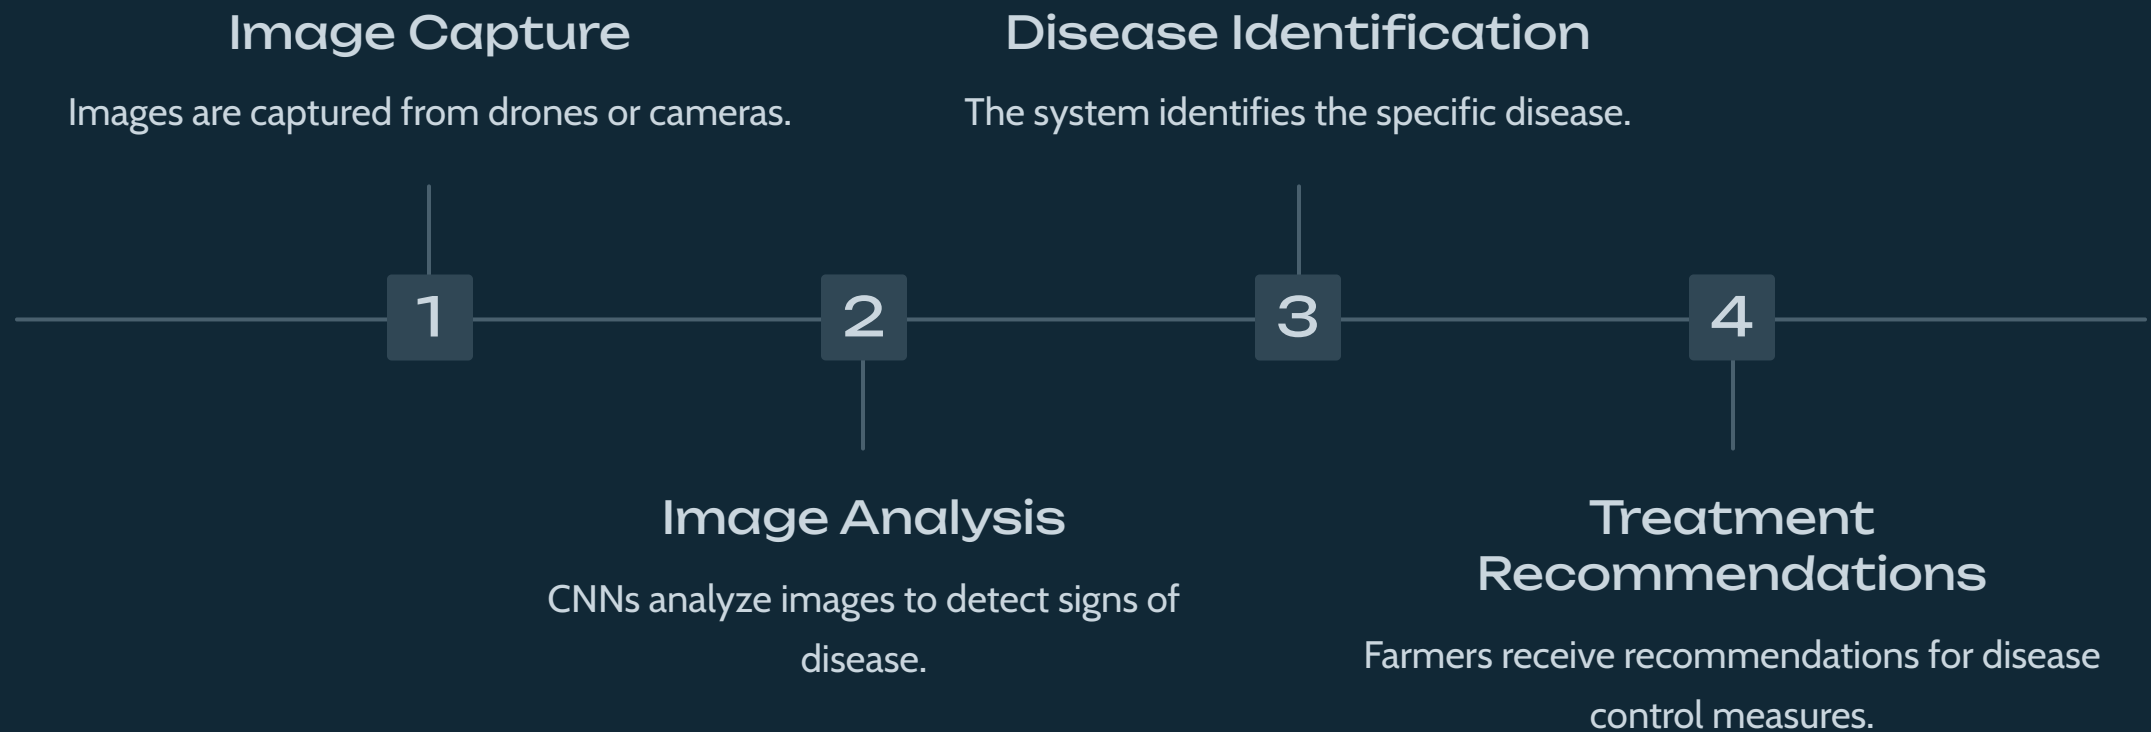 Image Capture
Images are captured from drones or cameras.
Disease Identification
The system identifies the specific disease.
1
2
3
4
Image Analysis
CNNs analyze images to detect signs of
disease.
Treatment
Recommendations
Farmers receive recommendations for disease
control measures.